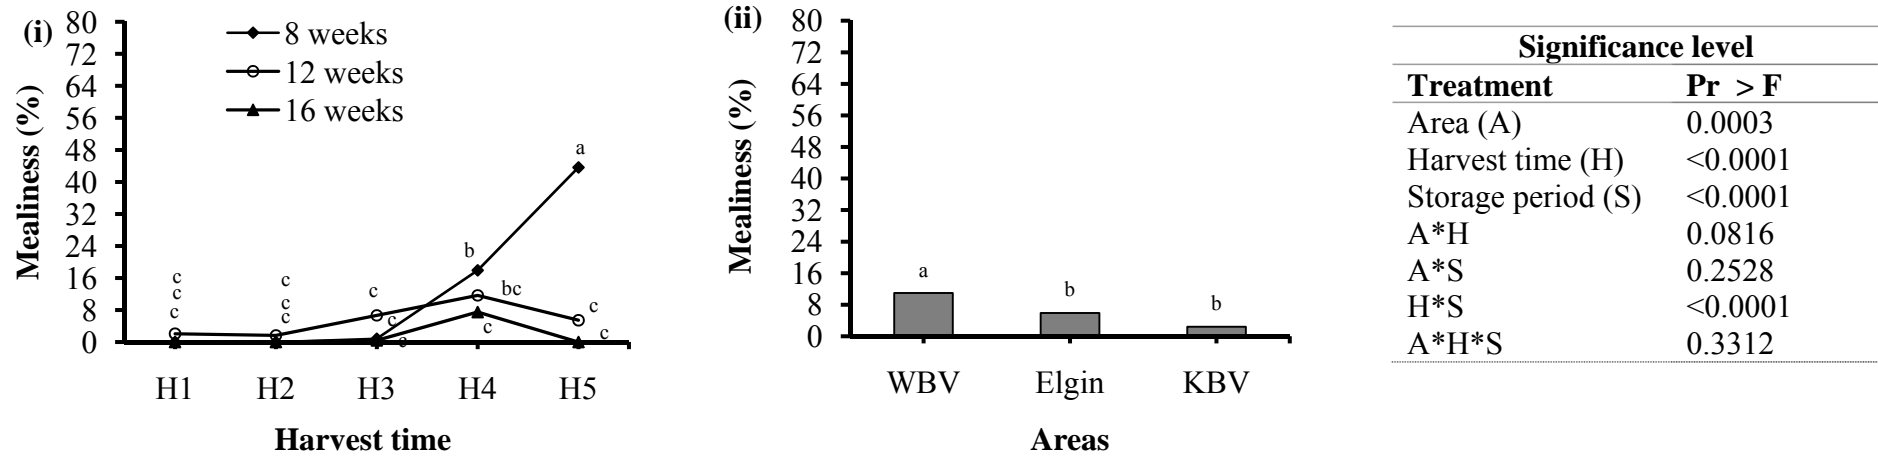 (i)
80
72
64
56
48
40
32
24
16
8
0
Mealiness (%)
8 weeks
12 weeks
16 weeks
c
c
c
c
c
c
c
c
c
b
bc
c
a
c
c
H1 H2 H3 H4 H5
Harvest time
(ii)
80
72
64
56
48
40
32
24
16
8
0
Mealiness (%)
a
b
b
WBV Elgin KBV
Areas
Significance level
Treatment Pr > F
Area (A) 0.0003
Harvest time (H) <0.0001
Storage period (S) <0.0001
A*H 0.0816
A*S 0.2528
H*S <0.0001
A*H*S 0.3312